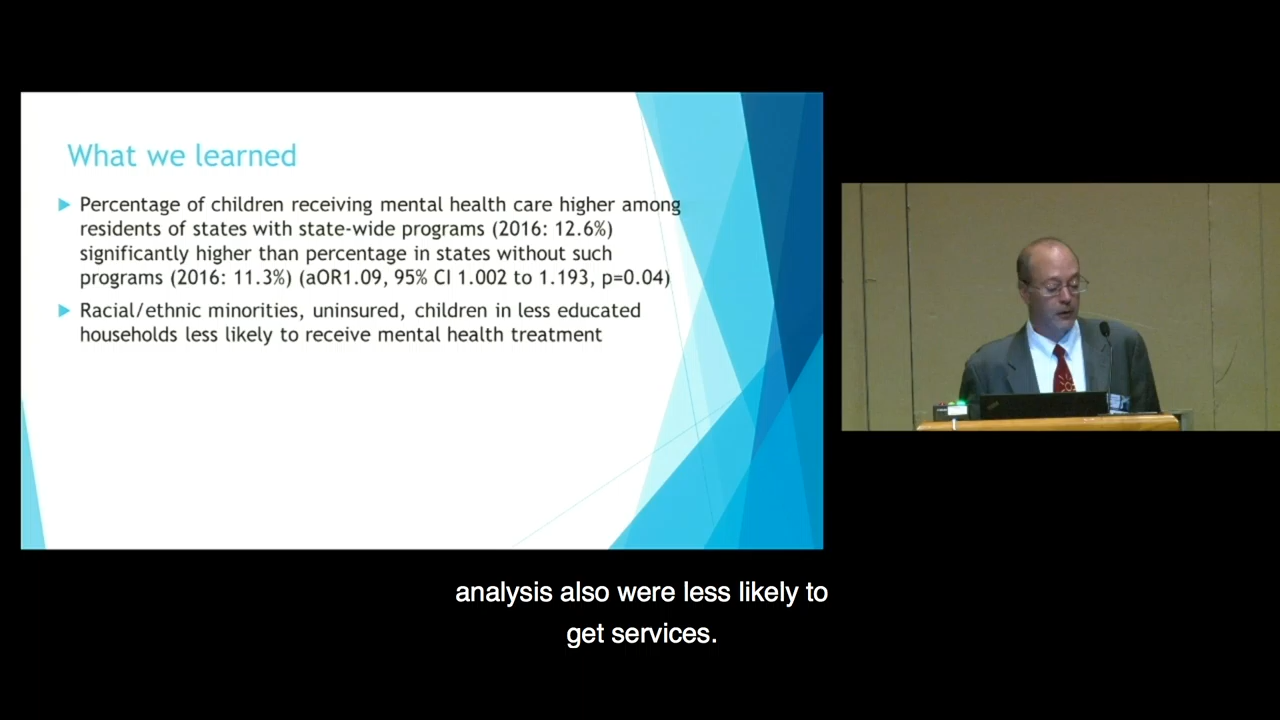 What we learned
Percentage of children receiving mental health care higher among
residents of states with state-wide programs (2016: 12.6%)
significantly higher than percentage in states without such
programs (2016: 11.3%) (aOR1.09, 95% CI 1.002 to 1.193, p=0.04)
Racial/ethnic minorities, uninsured, children in less educated
households less likely to receive mental health treatment
analysis also were less likely to
get services.